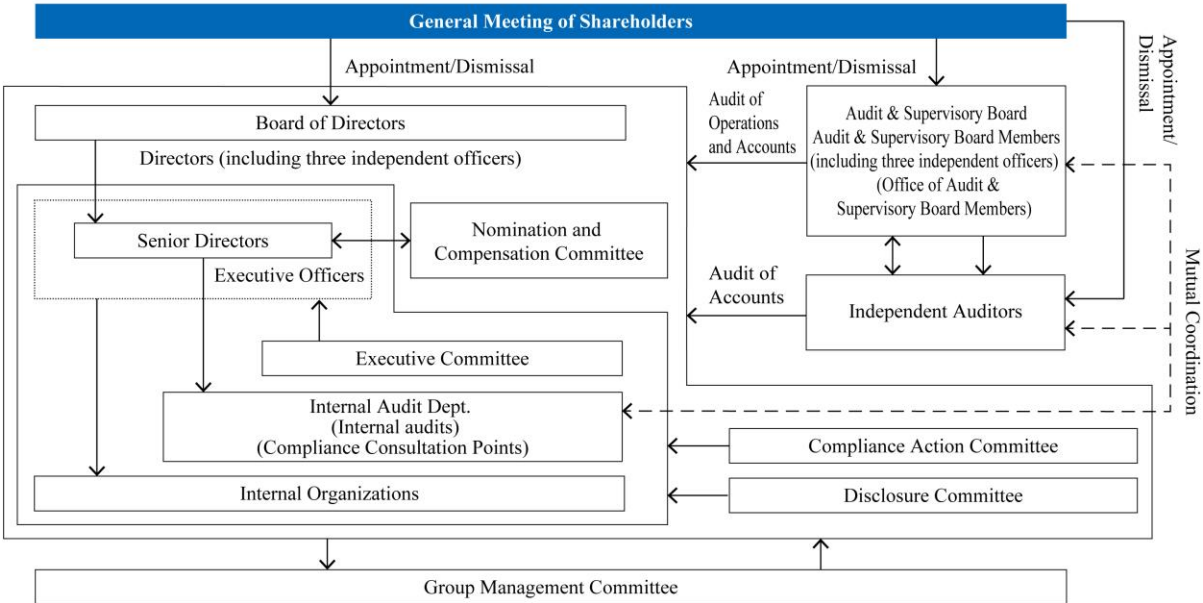 General Meeting of Shareholders
Appointment/Dismissal
Appointment/Dismissal
Appointment/
Dismissal
Board of Directors
Directors (including three independent officers)
Audit of
Operations
and Accounts
Audit & Supervisory Board
Audit & Supervisory Board Members
(including three independent officers)
(Office of Audit &
Supervisory Board Members)
Senior Directors
Executive Officers
Nomination and
Compensation Committee
Audit of
Accounts
Independent Auditors
Mutual Coordination
Executive Committee
Internal Audit Dept.
(Internal audits)
(Compliance Consultation Points)
Compliance Action Committee
Internal Organizations
Disclosure Committee
Group Management Committee